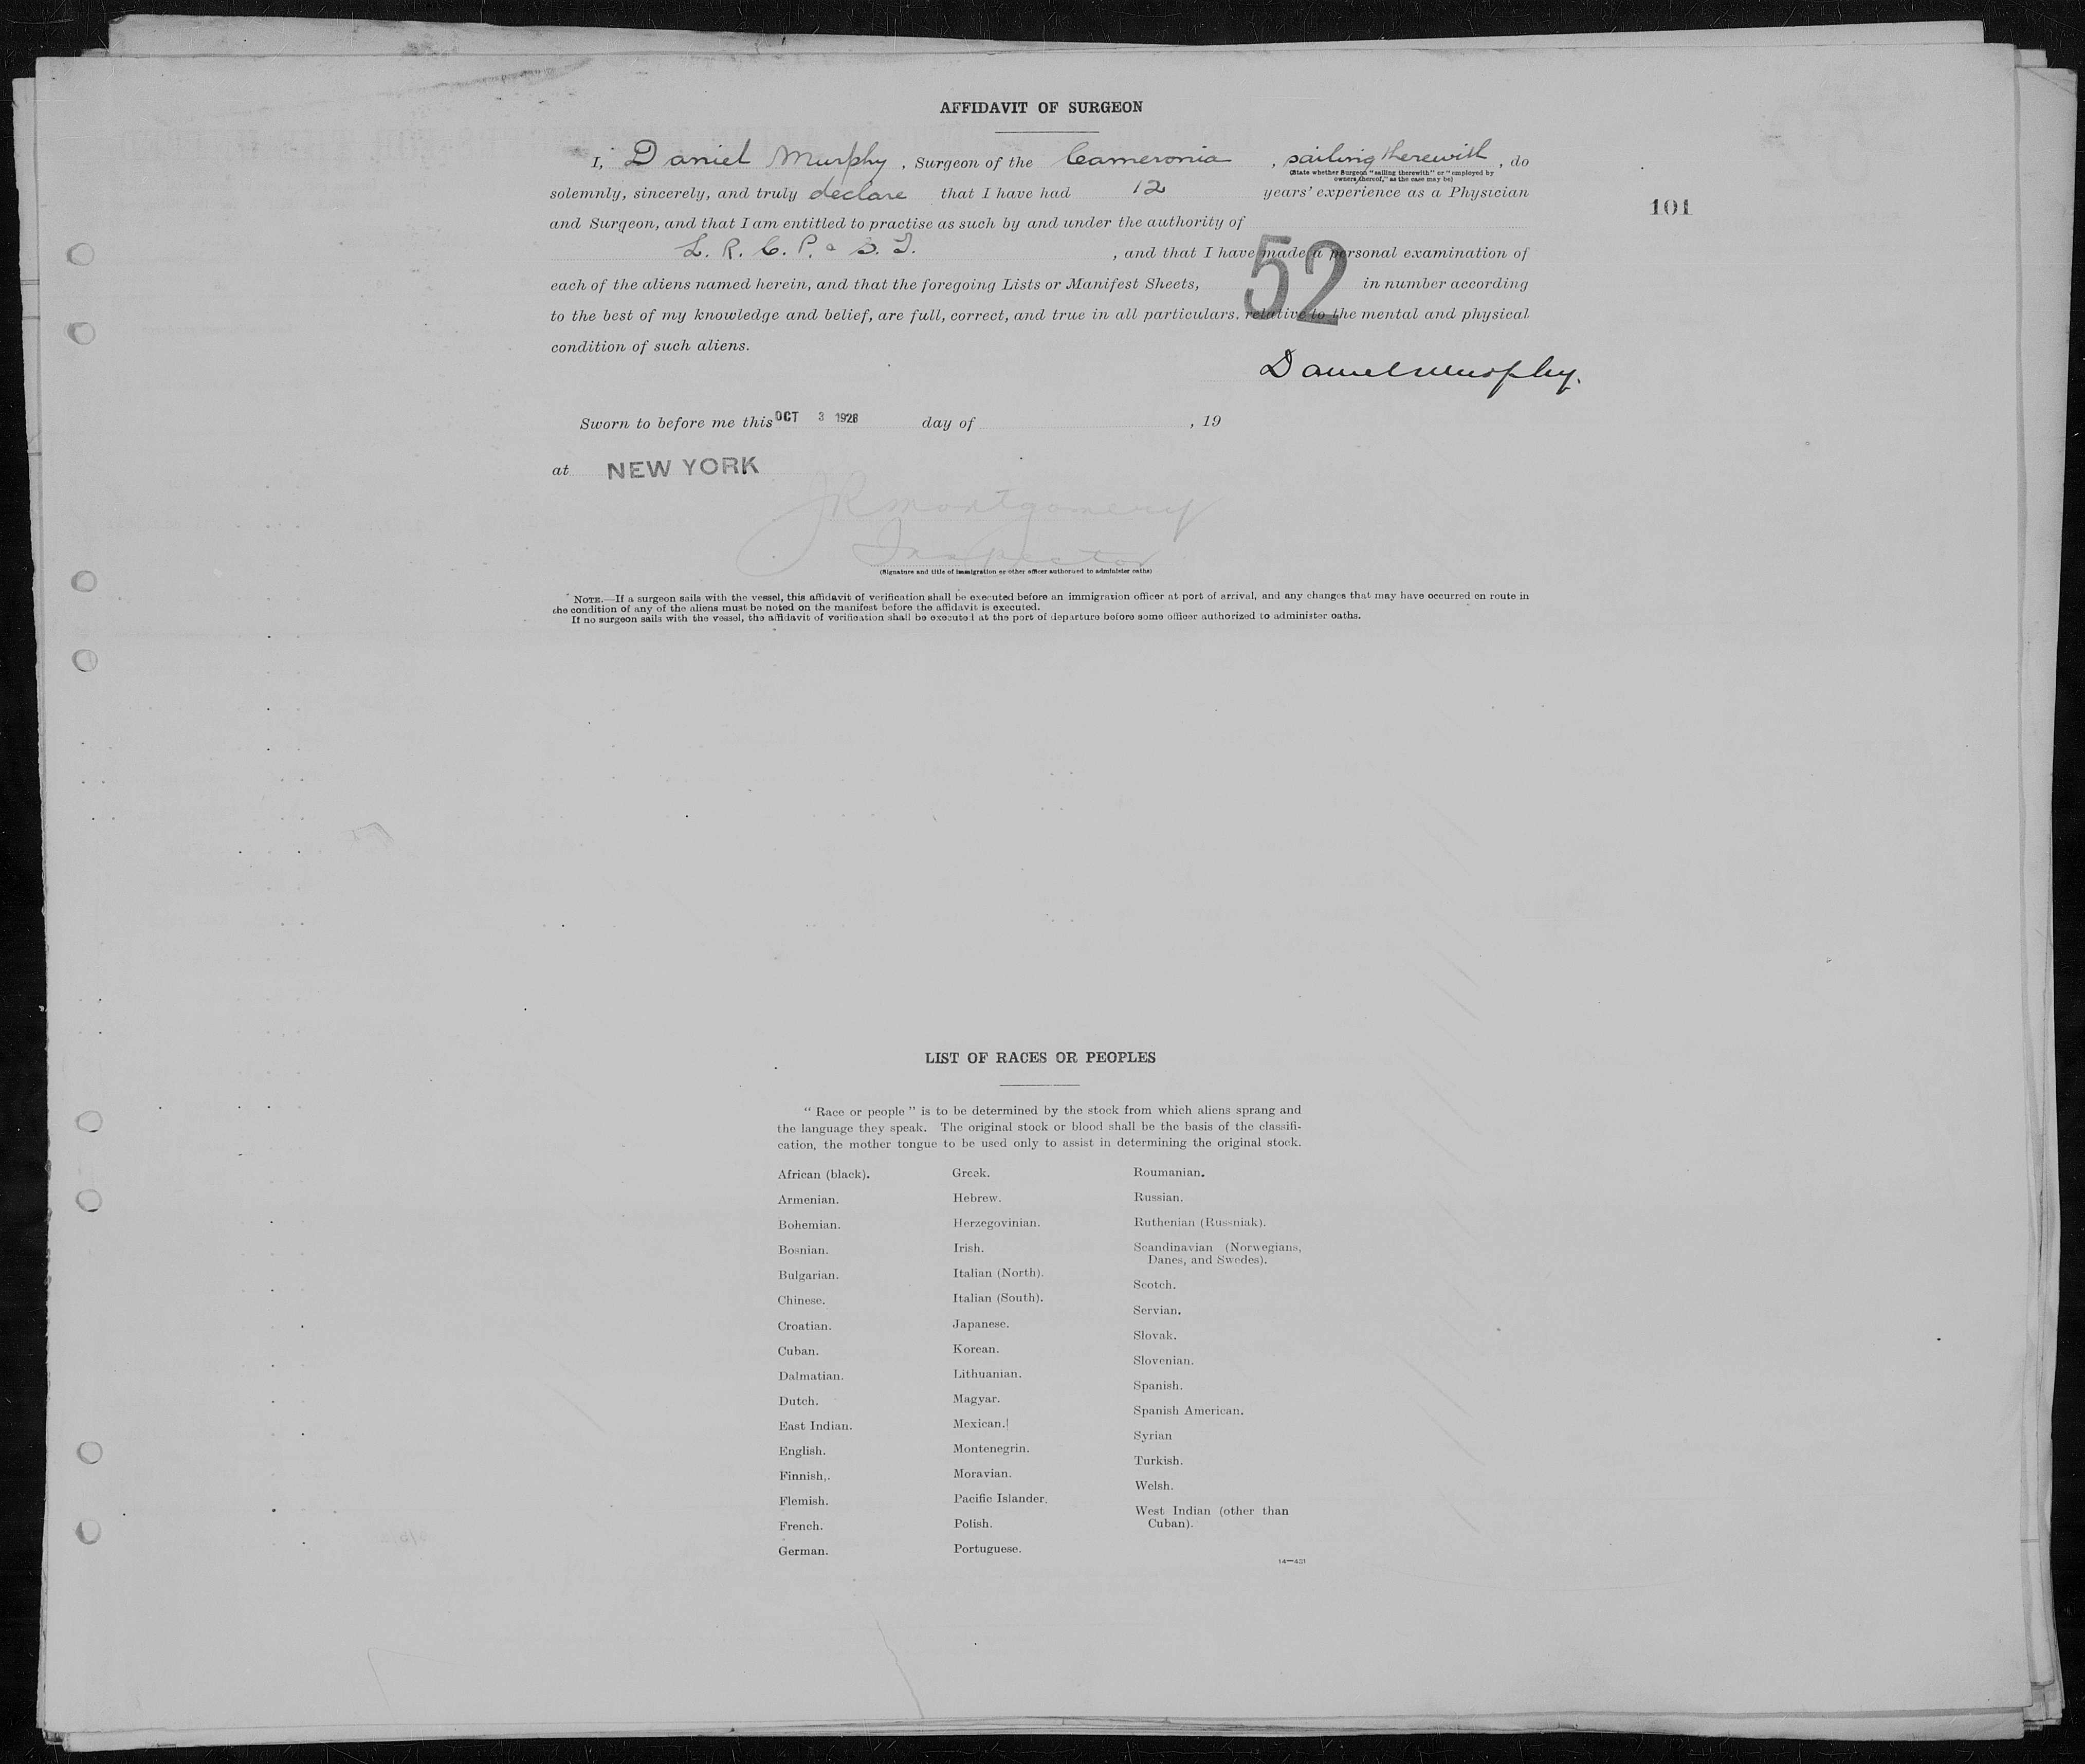 AFFIDAVIT OF SURGEON
I, Daniel Murphy, Surgeon of the Cameronia, sailing therewith, do
(State whether Surgeon "sailing therewith" or "employed by
owners thereof," as the case may be)
solemnly, sincerely, and truly declare that I have had 12 years' experience as a Physician
101
and Surgeon, and that I am entitled to practise as such by and under the authority of
L. R. C. P. & S. I. , and that I have made a personal examination of
52
each of the aliens named herein, and that the foregoing Lists or Manifest Sheets, in number according
to the best of my knowledge and belief, are full, correct, and true in all particulars. relative to the mental and physical
condition of such aliens.
Daniel Murphy.
Sworn to before me this OCT 3 1926 day of , 19
at NEW YORK
J R Montgomery
Inspector
(Signature and title of immigration or other officer authorized to administer oaths)
NOTE.—If a surgeon sails with the vessel, this affidavit of verification shall be executed before an immigration officer at port of arrival, and any changes that may have occurred en route in
the condition of any of the aliens must be noted on the manifest before the affidavit is executed.
If no surgeon sails with the vessel, the affidavit of verification shall be executed at the port of departure before some officer authorized to administer oaths.
LIST OF RACES OR PEOPLES
" Race or people " is to be determined by the stock from which aliens sprang and
the language they speak. The original stock or blood shall be the basis of the classifi-
cation, the mother tongue to be used only to assist in determining the original stock.
African (black).
Armenian.
Bohemian.
Bosnian.
Bulgarian.
Chinese.
Croatian.
Cuban.
Dalmatian.
Dutch.
East Indian.
English.
Finnish.
Flemish.
French.
German.
Greek.
Hebrew.
Herzegovinian.
Irish.
Italian (North).
Italian (South).
Japanese.
Korean.
Lithuanian.
Magyar.
Mexican.
Montenegrin.
Moravian.
Pacific Islander.
Polish.
Portuguese.
Roumanian.
Russian.
Ruthenian (Russniak).
Scandinavian (Norwegians,
Danes, and Swedes).
Scotch.
Servian.
Slovak.
Slovenian.
Spanish.
Spanish American.
Syrian
Turkish.
Welsh.
West Indian (other than
Cuban).
14—431